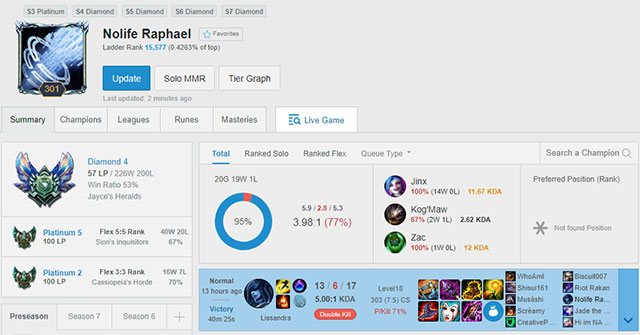 S3 Platinum S4 Diamond S5 Diamond S6 Diamond S7 Diamond
Nolife Raphael Favorites
Ladder Rank 15,577 (0.4263% of top)
301
Update Solo MMR Tier Graph
Last updated: 2 minutes ago
Summary Champions Leagues Runes Masteries Live Game
Diamond 4
57 LP / 226W 200L
Win Ratio 53%
Jayce's Heralds
Platinum 5 Flex 5:5 Rank 40W 20L
100 LP Sion's Inquisitors 67%
Platinum 2 Flex 3:3 Rank 16W 7L
100 LP Cassiopeia's Horde 70%
Preseason Season 7 Season 6 +
Total Ranked Solo Ranked Flex Queue Type Search a Champion
20G 19W 1L
95%
5.9 / 2.8 / 5.3
3.98:1 (77%)
Jinx
100% (14W 0L) 11.67 KDA
Kog'Maw
67% (2W 1L) 2.62 KDA
Zac
100% (1W 0L) 12 KDA
Preferred Position (Rank)
Not found Position
Normal
13 hours ago
Victory
40m 25s
Lissandra
13 / 6 / 17
5.00:1 KDA
Double Kill
Level18
303 (7.5) CS
P/Kill 71%
WhoAmI
Shisui161
Musàshi
Scrèamy
CreativeP...
Biscuit007
Riot Rakan
Nolife Ra...
Jade the ...
Hi im NA ...